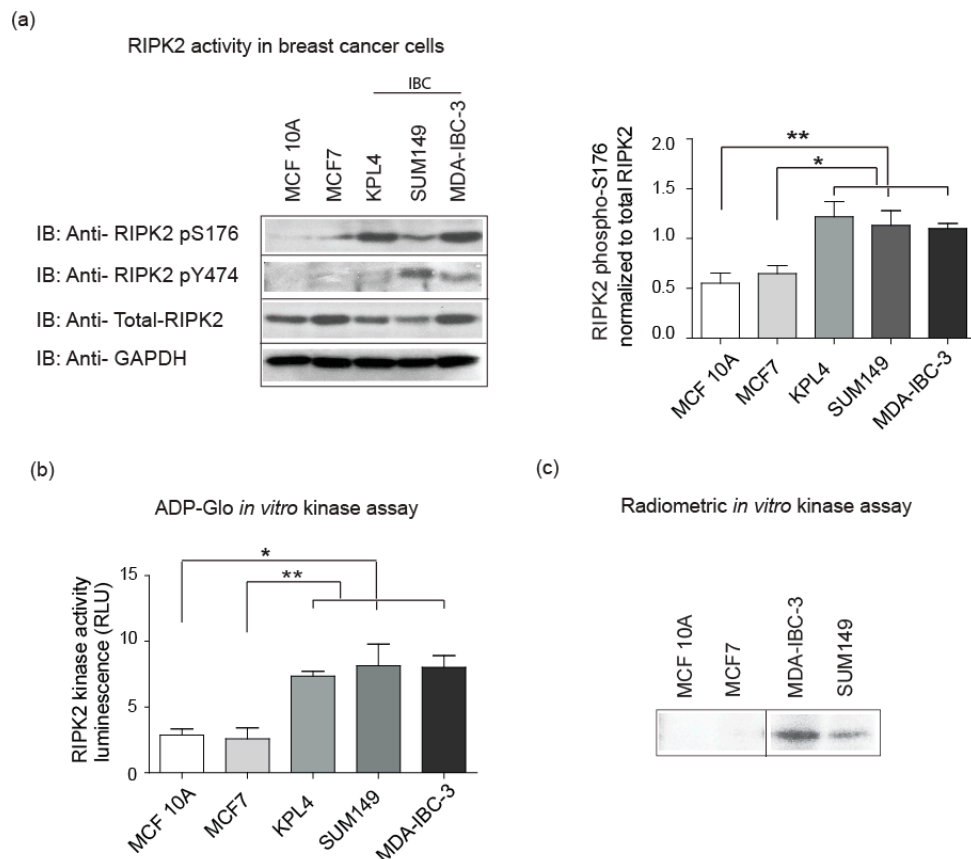 (a)
RIPK2 activity in breast cancer cells
IBC
MCF 10A
MCF7
KPL4
SUM149
MDA-IBC-3
IB: Anti- RIPK2 pS176
IB: Anti- RIPK2 pY474
IB: Anti- Total-RIPK2
IB: Anti- GAPDH
RIPK2 phospho-S176
normalized to total RIPK2
2.0
1.5
1.0
0.5
0.0
**
*
MCF 10A
MCF7
KPL4
SUM149
MDA-IBC-3
(b)
ADP-Glo in vitro kinase assay
RIPK2 kinase activity
luminescence (RLU)
15
10
5
0
*
**
MCF 10A
MCF7
KPL4
SUM149
MDA-IBC-3
(c)
Radiometric in vitro kinase assay
MCF 10A
MCF7
MDA-IBC-3
SUM149